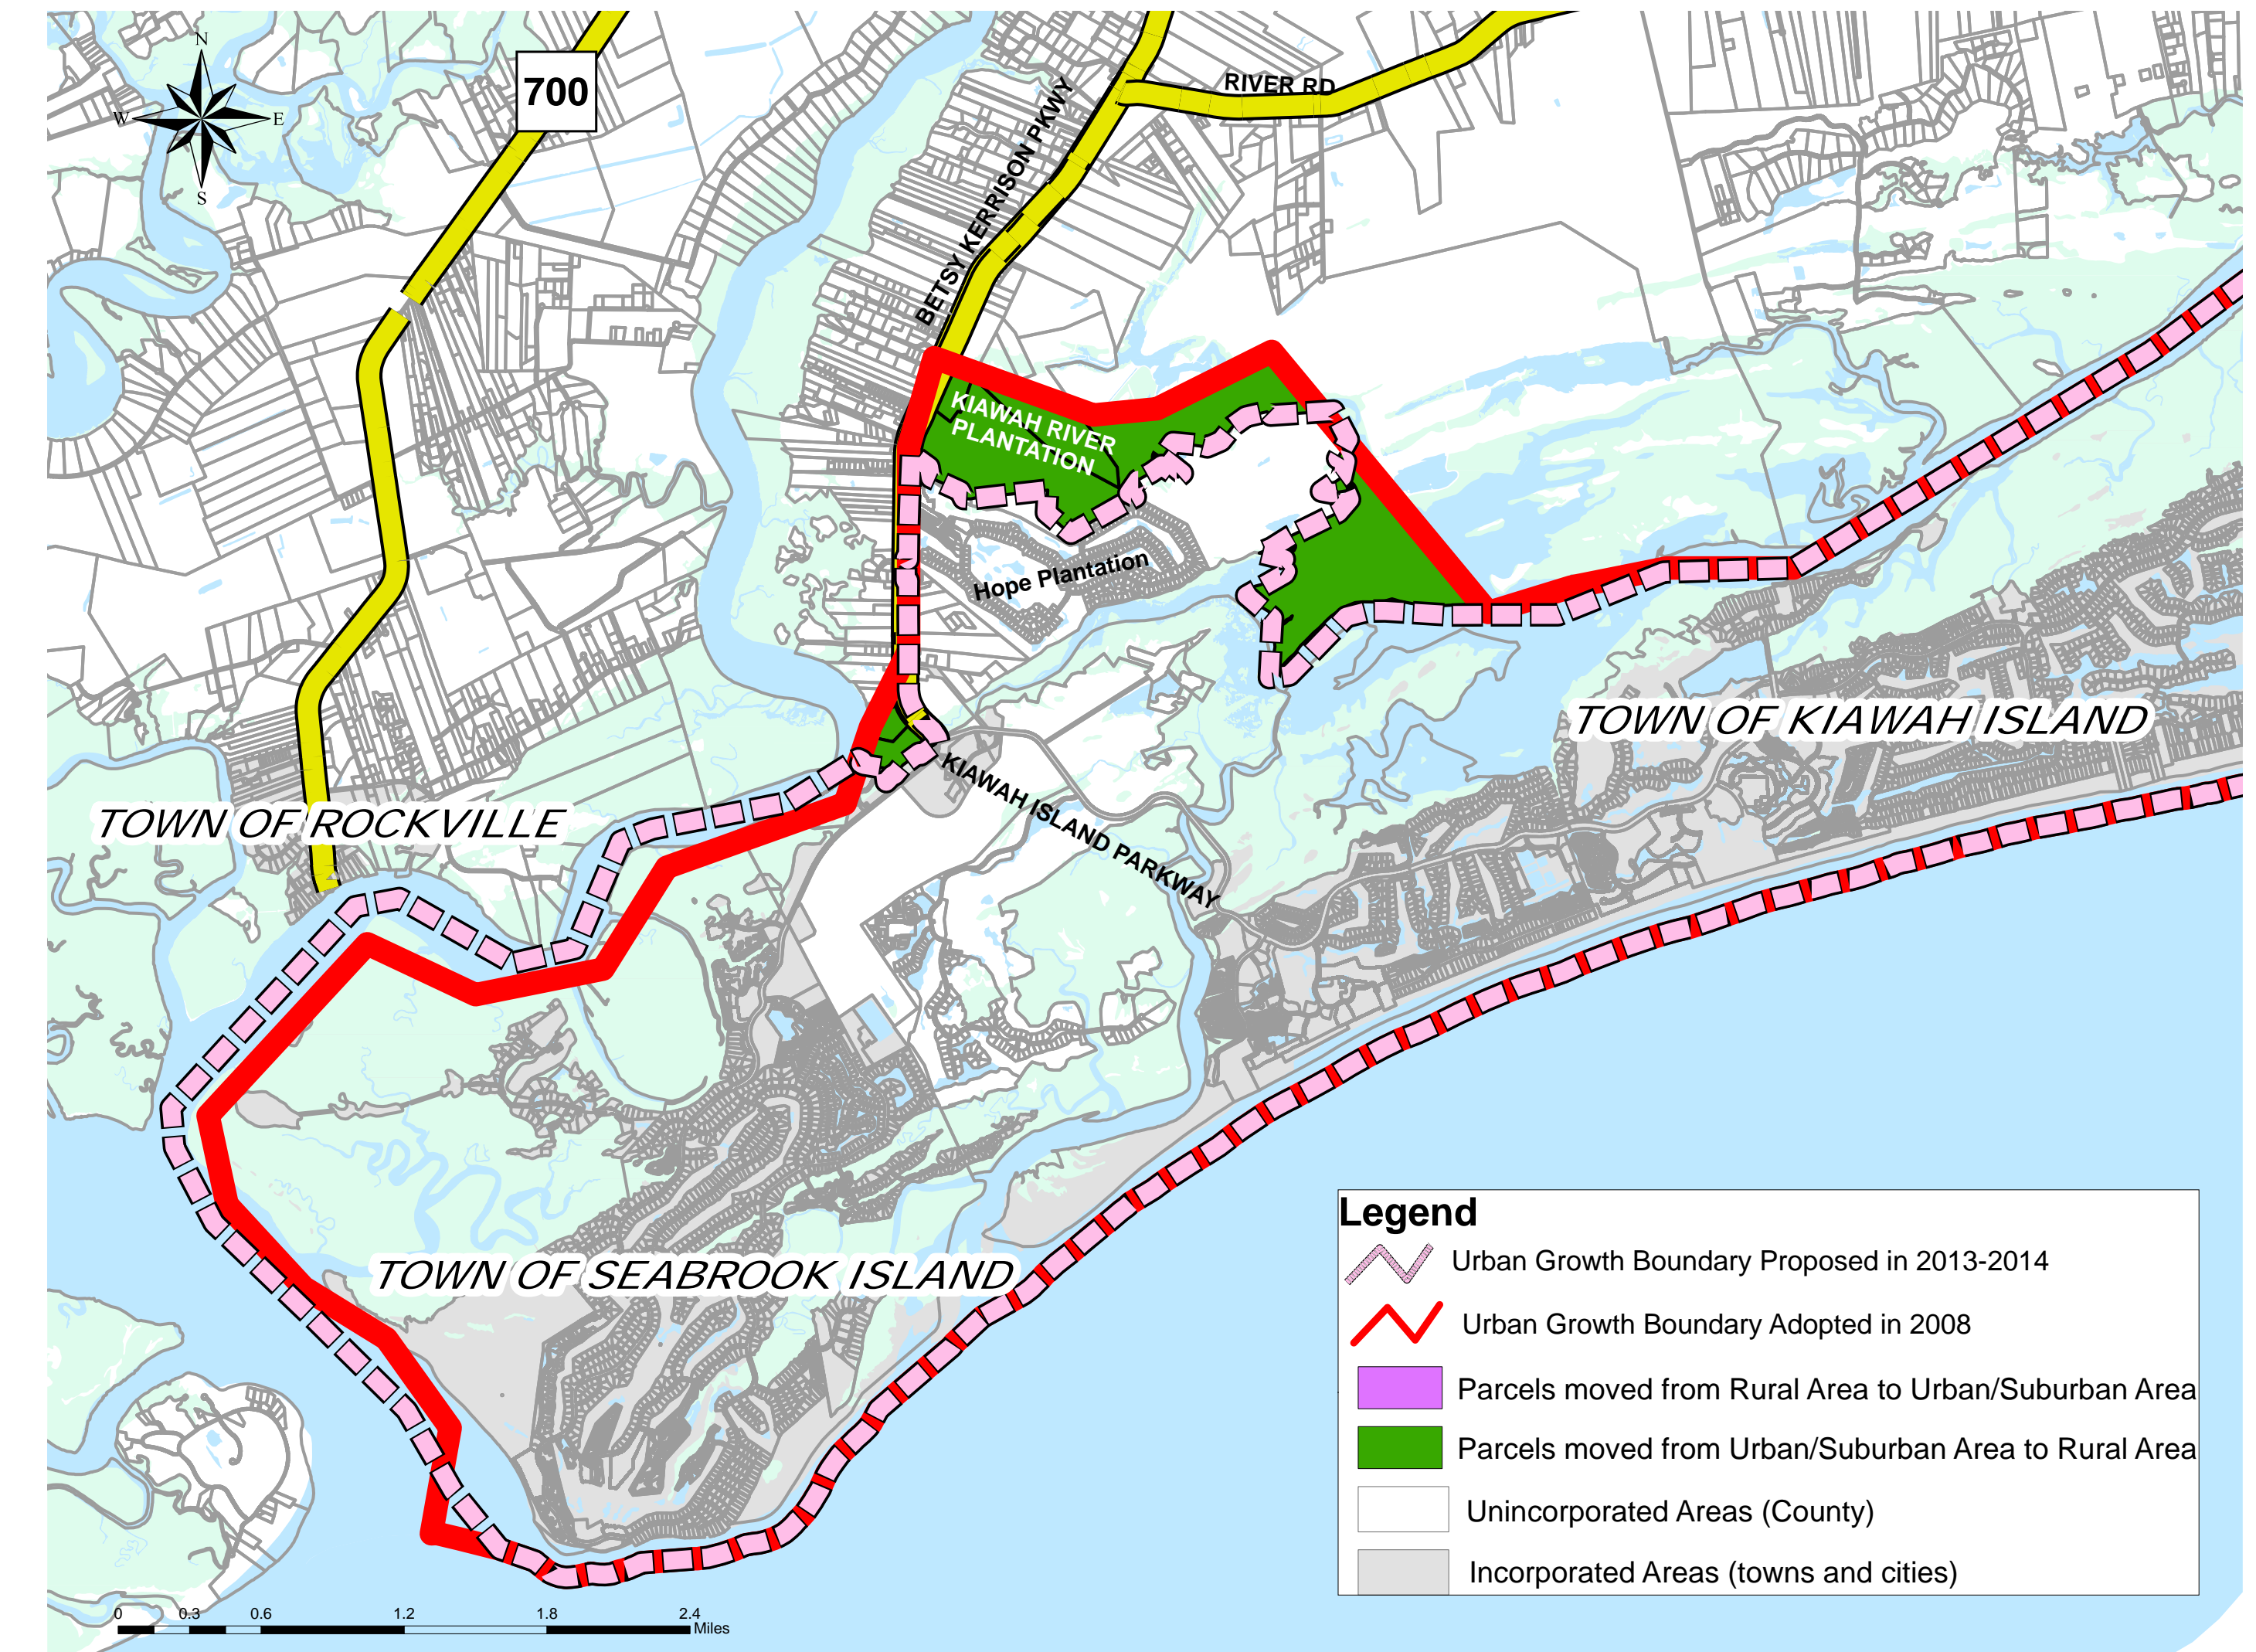 N
W
E
S
700
RIVER RD
BETSY KERRISON PKWY
KIAWAH RIVER
PLANTATION
Hope Plantation
TOWN OF KIAWAH ISLAND
KIAWAH ISLAND PARKWAY
TOWN OF ROCKVILLE
TOWN OF SEABROOK ISLAND
Legend
Urban Growth Boundary Proposed in 2013-2014
Urban Growth Boundary Adopted in 2008
Parcels moved from Rural Area to Urban/Suburban Area
Parcels moved from Urban/Suburban Area to Rural Area
Unincorporated Areas (County)
Incorporated Areas (towns and cities)
0 0.3 0.6 1.2 1.8 2.4
Miles